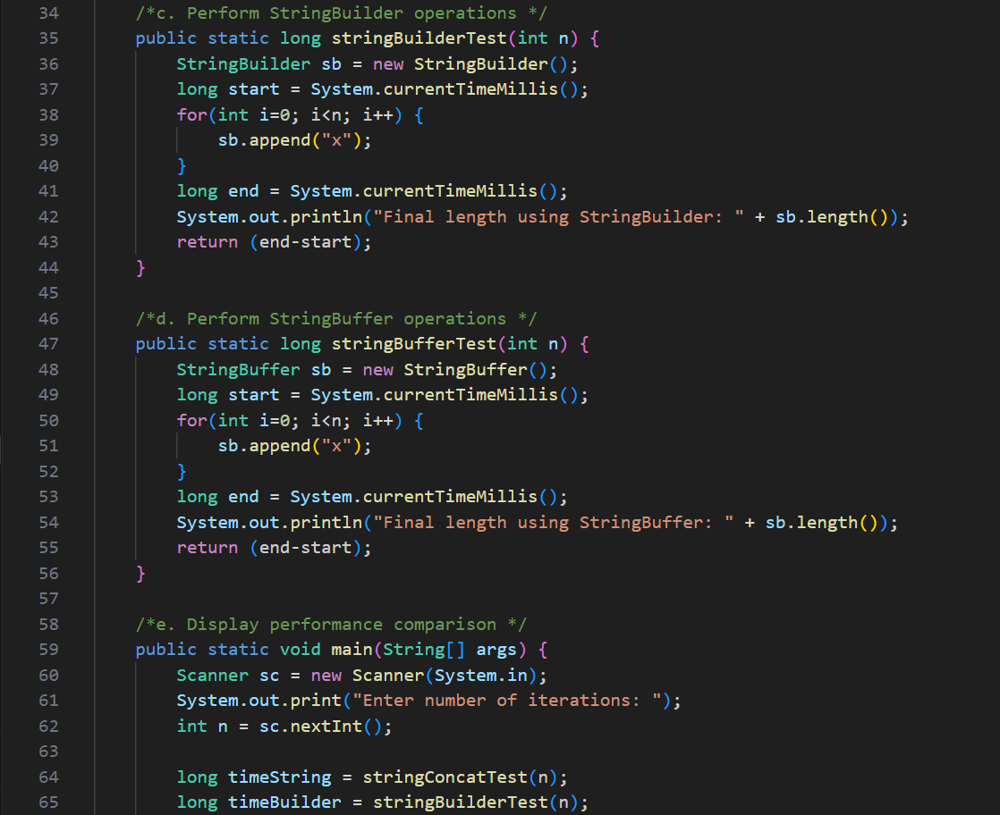 34 /*c. Perform StringBuilder operations */
35 public static long stringBuilderTest(int n) {
36 StringBuilder sb = new StringBuilder();
37 long start = System.currentTimeMillis();
38 for(int i=0; i<n; i++) {
39 sb.append("x");
40 }
41 long end = System.currentTimeMillis();
42 System.out.println("Final length using StringBuilder: " + sb.length());
43 return (end-start);
44 }
45
46 /*d. Perform StringBuffer operations */
47 public static long stringBufferTest(int n) {
48 StringBuffer sb = new StringBuffer();
49 long start = System.currentTimeMillis();
50 for(int i=0; i<n; i++) {
51 sb.append("x");
52 }
53 long end = System.currentTimeMillis();
54 System.out.println("Final length using StringBuffer: " + sb.length());
55 return (end-start);
56 }
57
58 /*e. Display performance comparison */
59 public static void main(String[] args) {
60 Scanner sc = new Scanner(System.in);
61 System.out.print("Enter number of iterations: ");
62 int n = sc.nextInt();
63
64 long timeString = stringConcatTest(n);
65 long timeBuilder = stringBuilderTest(n);